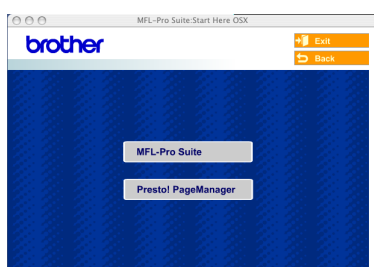 MFL-Pro Suite:Start Here OSX
brother
Exit
Back
MFL-Pro Suite
Presto! PageManager